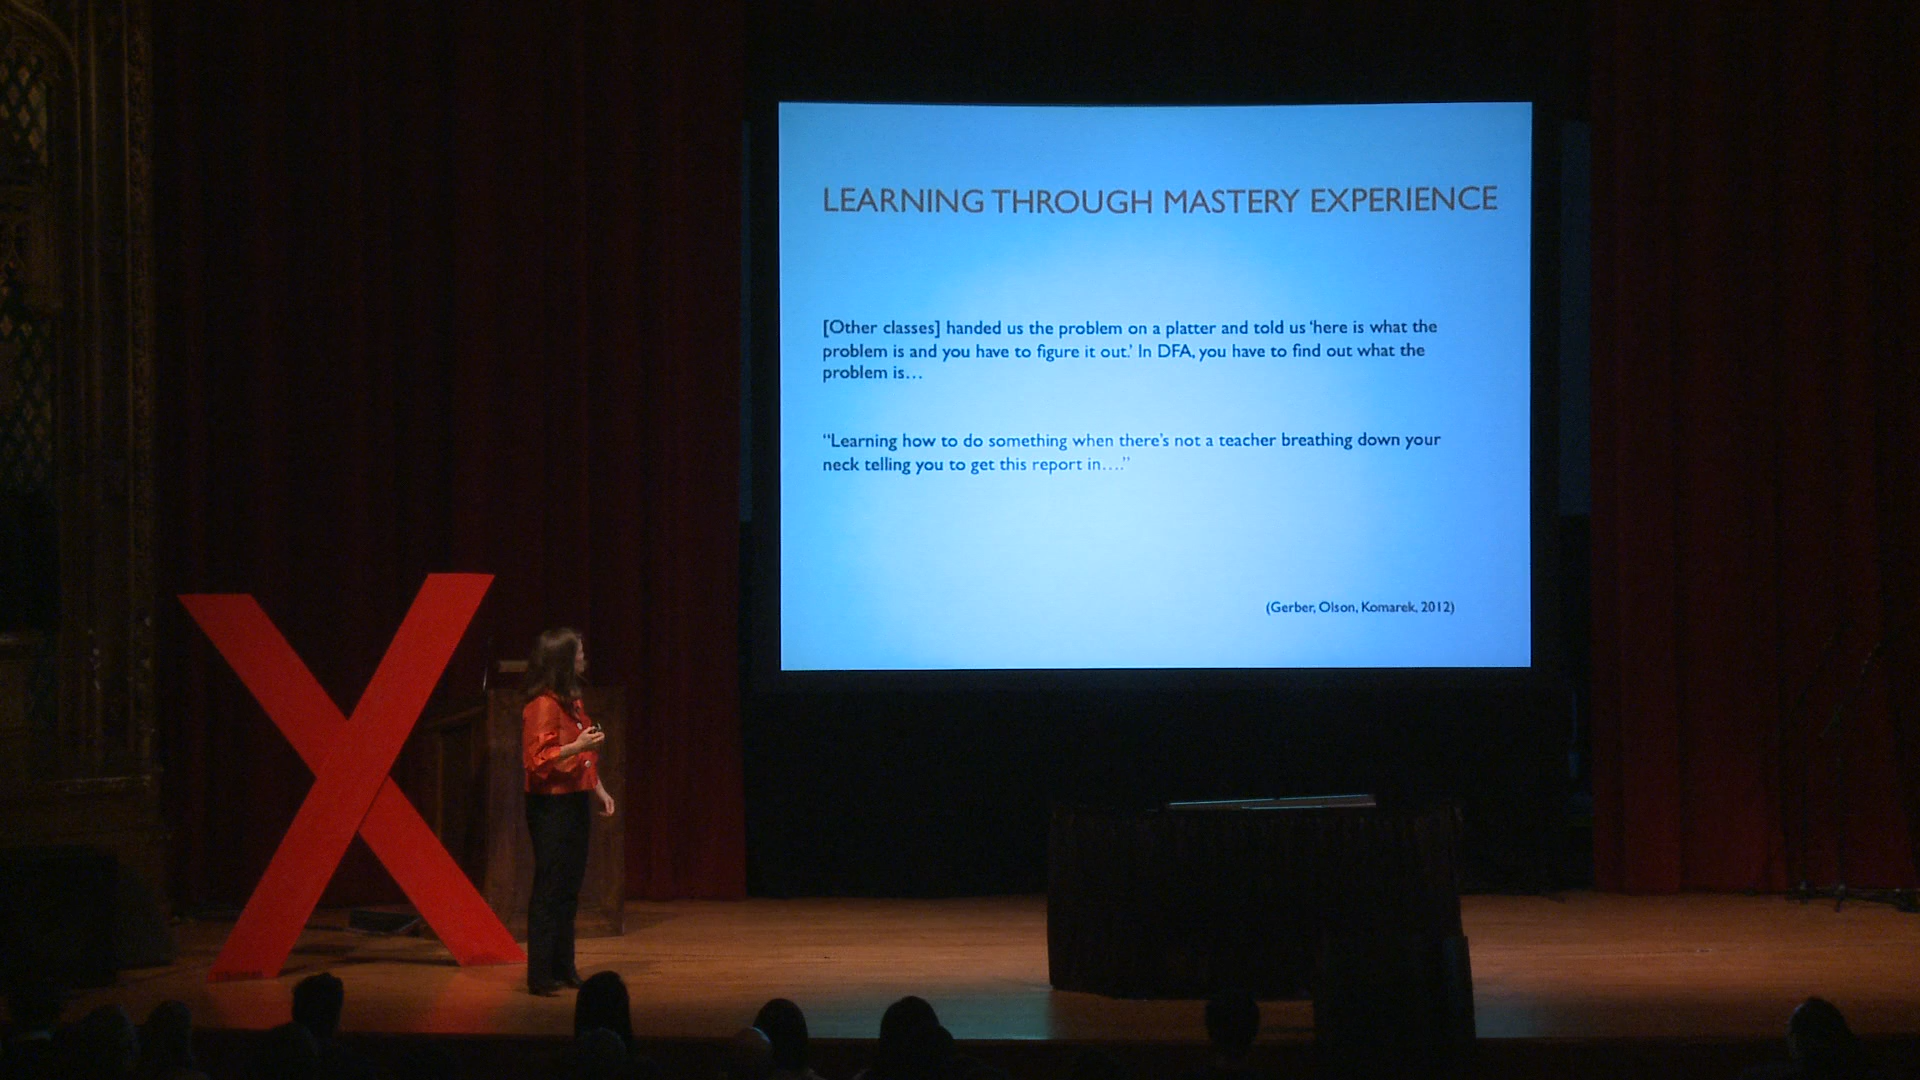 LEARNING THROUGH MASTERY EXPERIENCE
[Other classes] handed us the problem on a platter and told us ‘here is what the
problem is and you have to figure it out.’ In DFA, you have to find out what the
problem is…
“Learning how to do something when there’s not a teacher breathing down your
neck telling you to get this report in….”
(Gerber, Olson, Komarek, 2012)
X